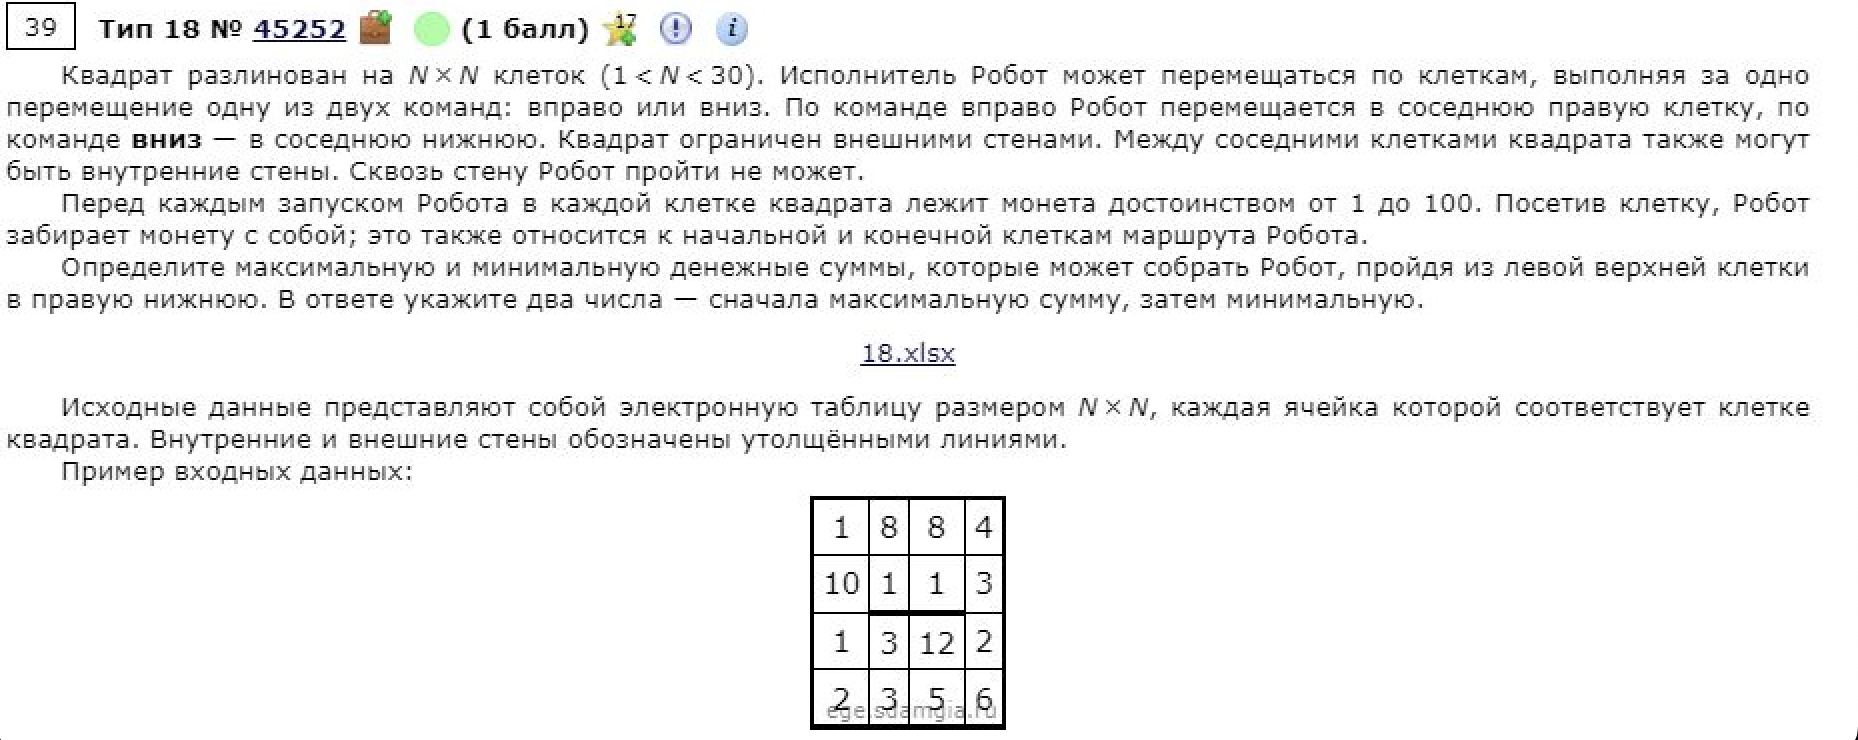 39 Тип 18 № 45252 (1 балл) 17 i
Квадрат разлинован на N × N клеток (1 < N < 30). Исполнитель Робот может перемещаться по клеткам, выполняя за одно
перемещение одну из двух команд: вправо или вниз. По команде вправо Робот перемещается в соседнюю правую клетку, по
команде вниз — в соседнюю нижнюю. Квадрат ограничен внешними стенами. Между соседними клетками квадрата также могут
быть внутренние стены. Сквозь стену Робот пройти не может.
Перед каждым запуском Робота в каждой клетке квадрата лежит монета достоинством от 1 до 100. Посетив клетку, Робот
забирает монету с собой; это также относится к начальной и конечной клеткам маршрута Робота.
Определите максимальную и минимальную денежные суммы, которые может собрать Робот, пройдя из левой верхней клетки
в правую нижнюю. В ответе укажите два числа — сначала максимальную сумму, затем минимальную.
18.xlsx
Исходные данные представляют собой электронную таблицу размером N × N, каждая ячейка которой соответствует клетке
квадрата. Внутренние и внешние стены обозначены утолщёнными линиями.
Пример входных данных:
1 8 8 4
10 1 1 3
1 3 12 2
2 3 5 6
ege.sdamgia.ru